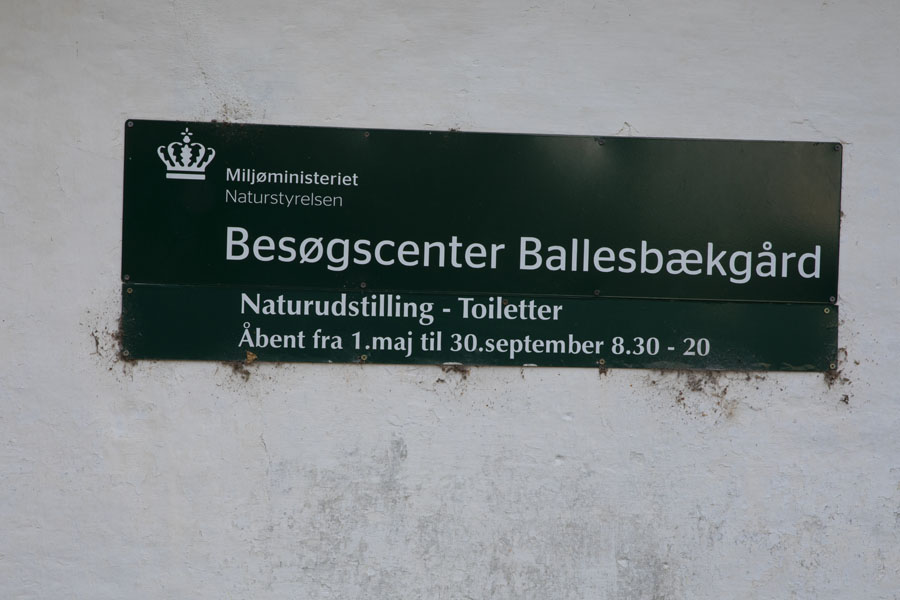 Miljøministeriet
Naturstyrelsen
Besøgscenter Ballesbækgård
Naturudstilling - Toiletter
Åbent fra 1.maj til 30.september 8.30 - 20